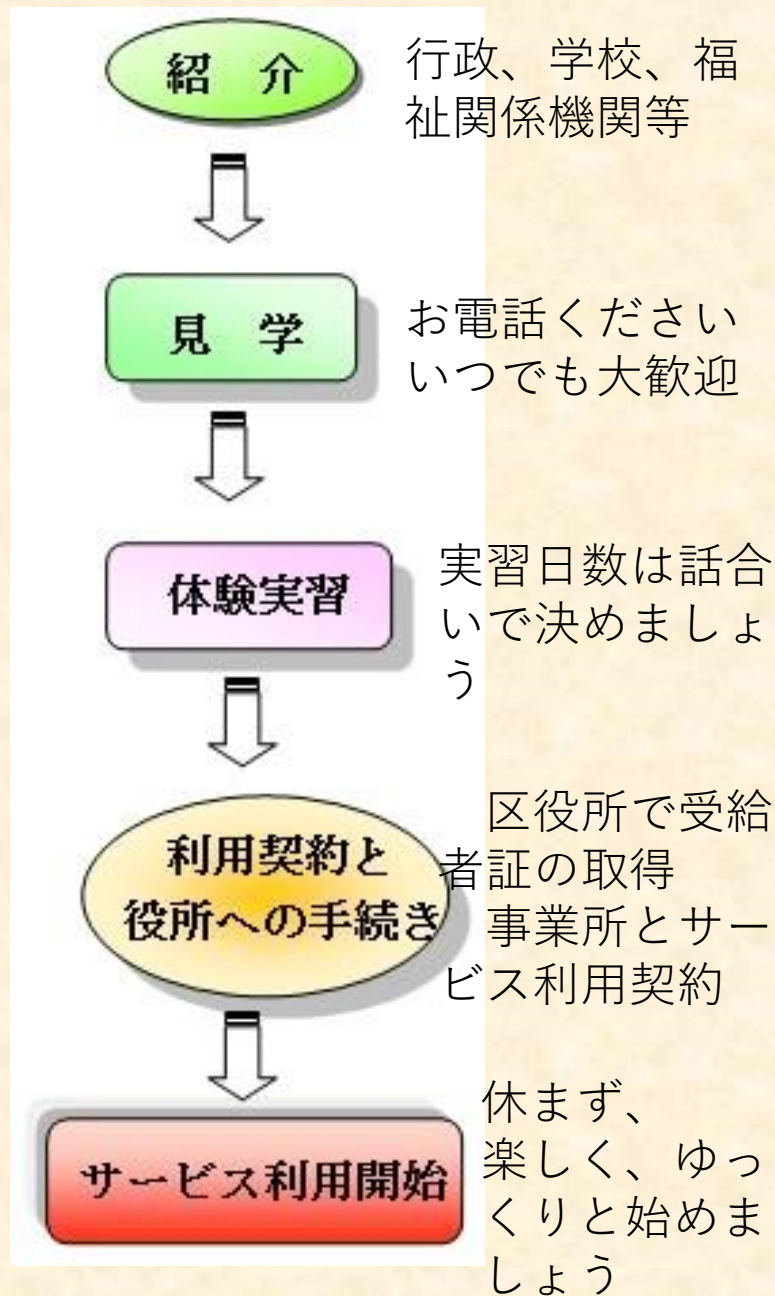 紹　介
行政、学校、福
祉関係機関等
見　学
お電話ください
いつでも大歓迎
体験実習
実習日数は話合
いで決めましょ
う
利用契約と
役所への手続き
　区役所で受給
者証の取得
　事業所とサー
ビス利用契約
サービス利用開始
休まず、
楽しく、ゆっ
くりと始めま
しょう